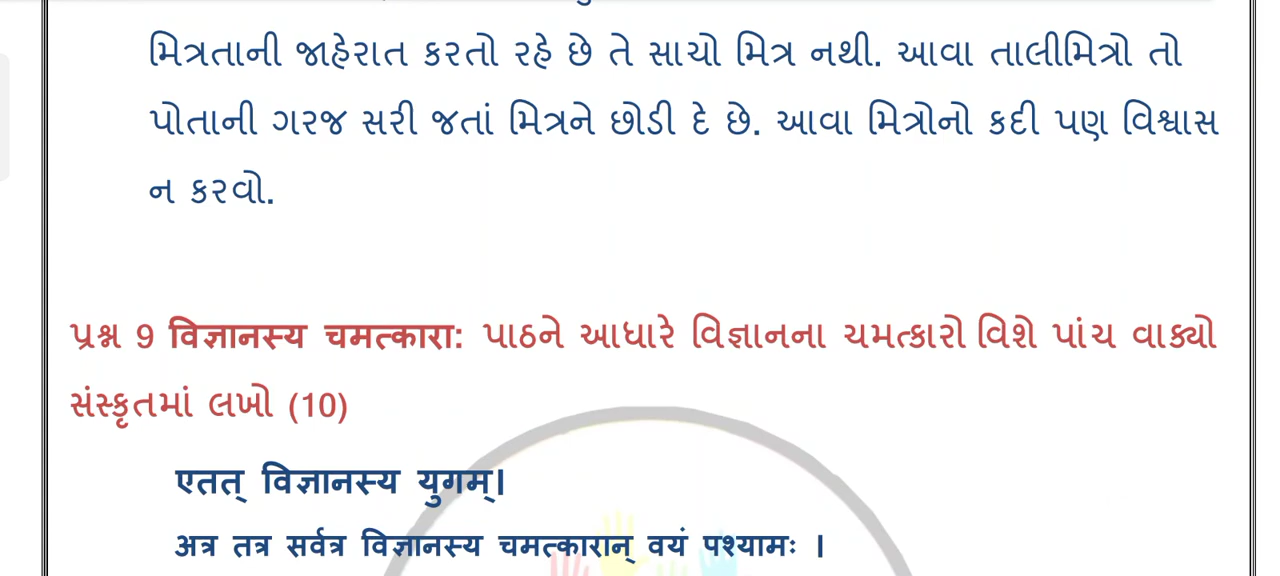 મિત્રતાની જાહેરાત કરતો રહે છે તે સાચો મિત્ર નથી. આવા તાલીમિત્રો તો
પોતાની ગરજ સરી જતાં મિત્રને છોડી દે છે. આવા મિત્રોનો કદી પણ વિશ્વાસ
ન કરવો.
પ્રશ્ન 9 विज्ञानस्य चमत्कारा: પાઠને આધારે વિજ્ઞાનના ચમત્કારો વિશે પાંચ વાક્યો
સંસ્કૃતમાં લખો (10)
एतत् विज्ञानस्य युगम्।
अत्र तत्र सर्वत्र विज्ञानस्य चमत्कारान् वयं पश्यामः ।